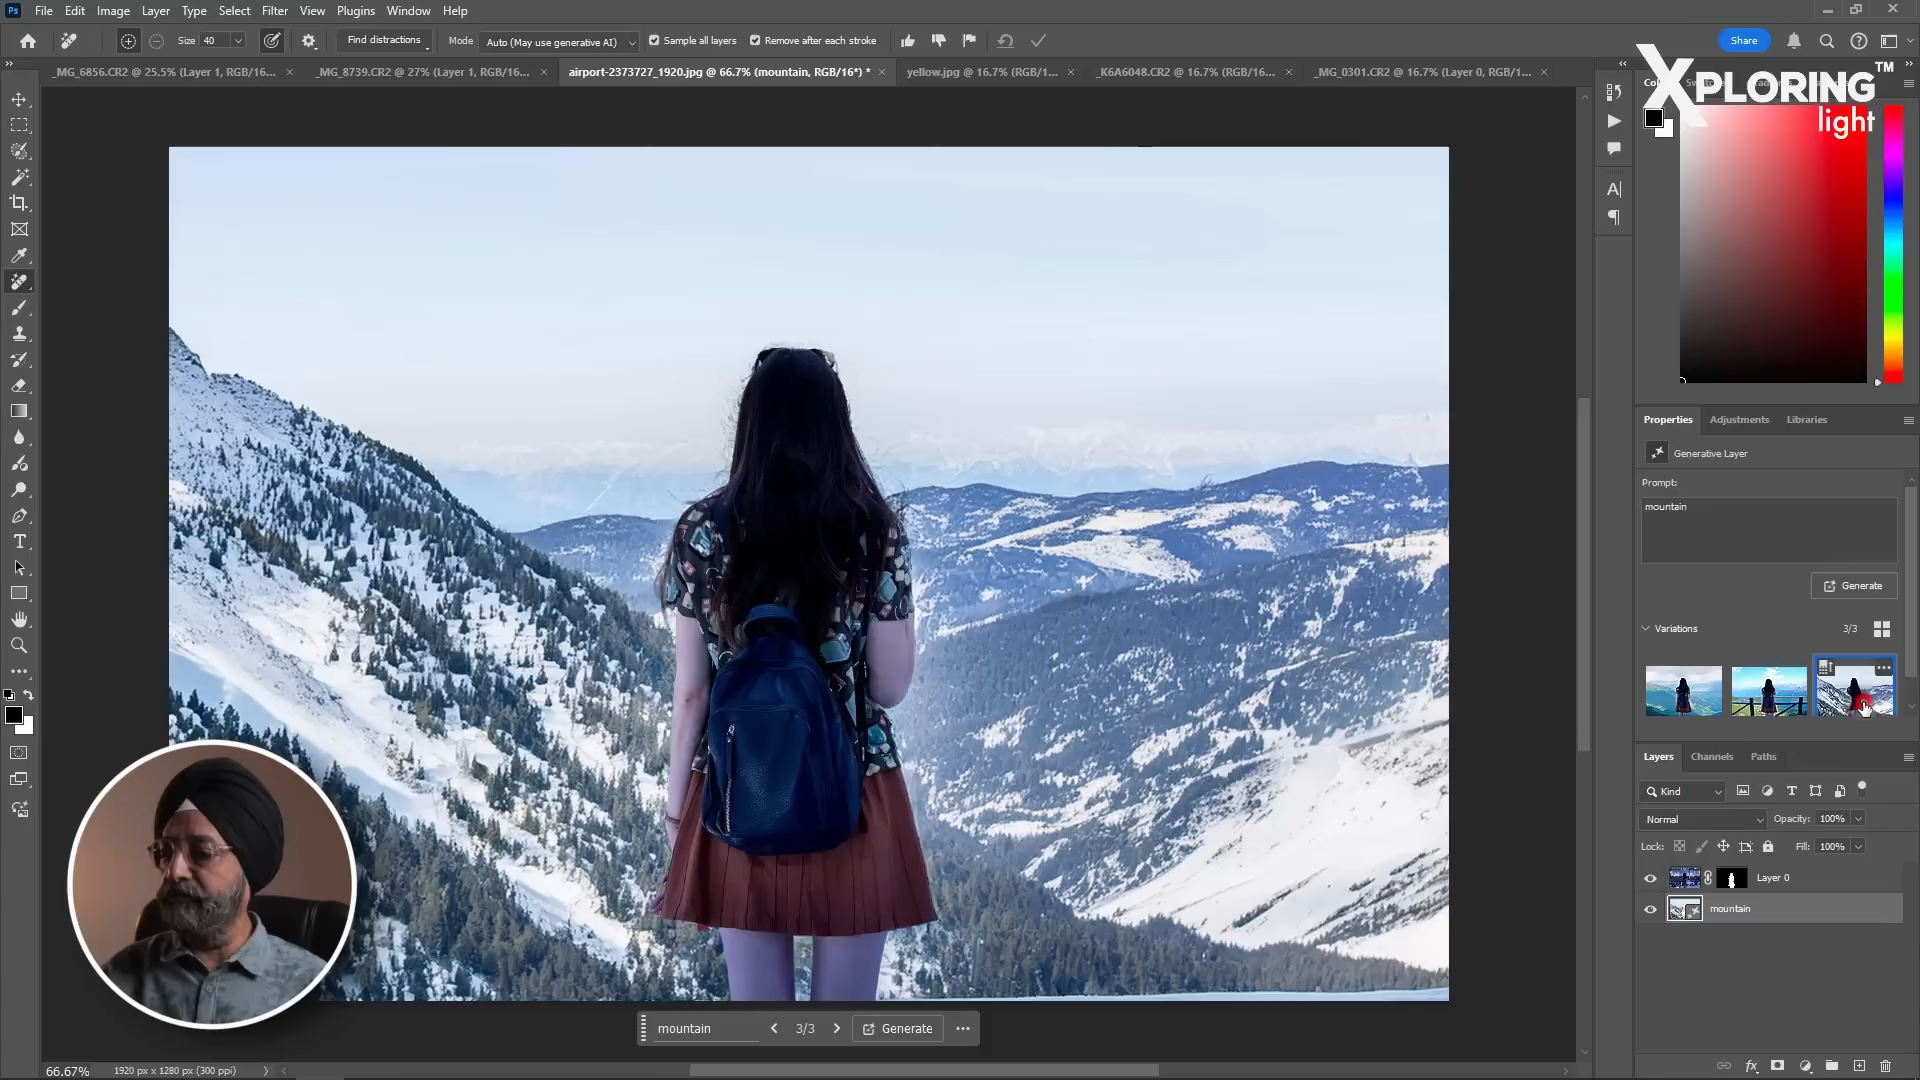 Ps File Edit Image Layer Type Select Filter View Plugins Window Help
Size 40 Find distractions Mode Auto (May use generative AI) Sample all layers Remove after each stroke Share
_MG_6856.CR2 @ 25.5% (Layer 1, RGB/16... _MG_8739.CR2 @ 27% (Layer 1, RGB/16... airport-2373727_1920.jpg @ 66.7% (mountain, RGB/16*) * yellow.jpg @ 16.7% (RGB/1... _K6A6048.CR2 @ 16.7% (RGB/16... _MG_0301.CR2 @ 16.7% (Layer 0, RGB/1...
XPLORING™
light
Properties Adjustments Libraries
Generative Layer
Prompt:
mountain
Generate
Variations 3/3
Layers Channels Paths
Kind
Normal Opacity: 100%
Lock: Fill: 100%
Layer 0
mountain
mountain 3/3 Generate
66.67% 1920 px x 1280 px (300 ppi)